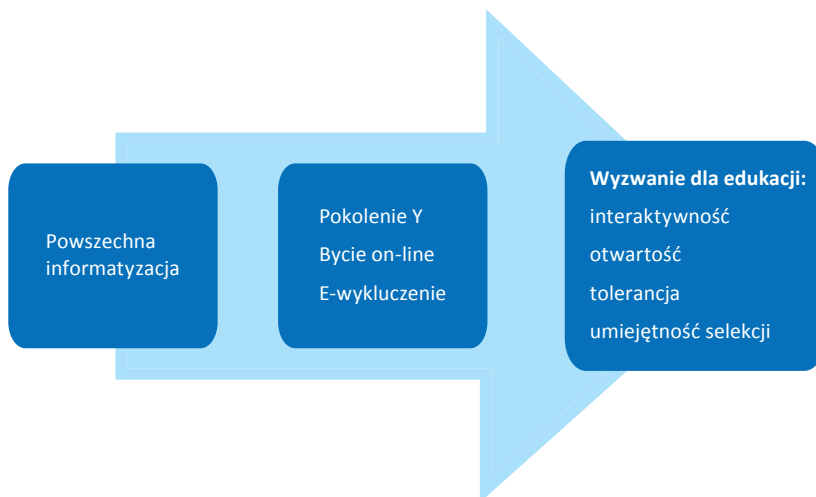 Powszechna
informatyzacja
Pokolenie Y
Bycie on-line
E-wykluczenie
Wyzwanie dla edukacji:
interaktywność
otwartość
tolerancja
umiejętność selekcji